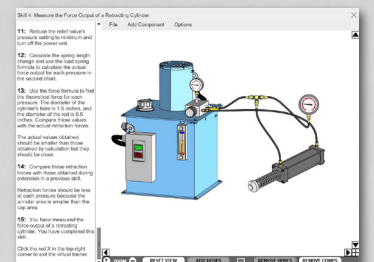 Skill 4: Measure the Force Output of a Retracting Cylinder
File Add Component Options
11: Reduce the relief valve's
pressure setting to minimum and
turn off the power unit.
12: Calculate the spring length
change and use the load spring
formula to calculate the actual
force output for each pressure in
the second chart.
13: Use the force formula to find
the theoretical force for each
pressure. The diameter of the
cylinder's bore is 1.5 inches, and
the diameter of the rod is 0.5
inches. Compare these values
with the actual retraction forces.
The actual values obtained
should be smaller than those
obtained by calculation but they
should be close.
14: Compare these retraction
forces with those obtained during
extension in a previous skill.
Retraction forces should be less
at each pressure because the
annular area is smaller than the
cap area.
15: You have measured the
force output of a retracting
cylinder. You have completed this
skill.
Click the red X in the top-right
corner to exit the virtual trainer.
ZOOM
RESET VIEW
ADD HOSES
REMOVE HOSES
REMOVE COMPS